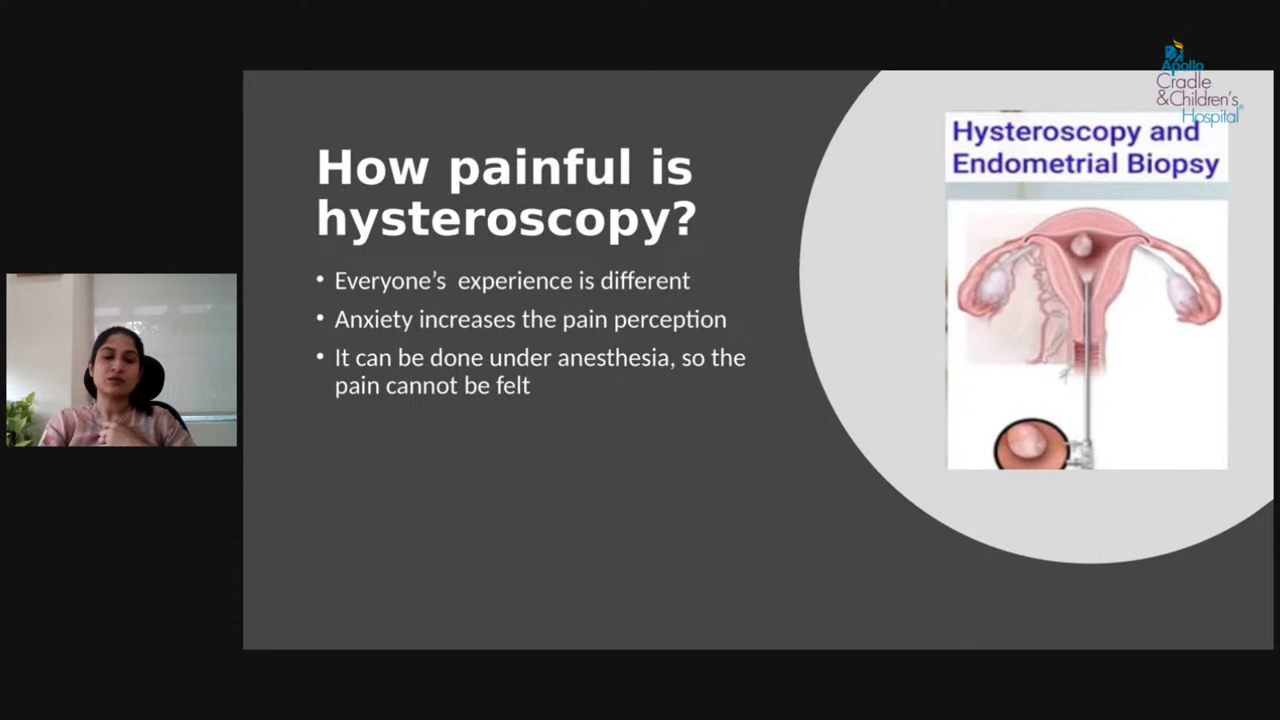 Apollo
Cradle
&Children's
Hospital®
Hysteroscopy and
Endometrial Biopsy
How painful is
hysteroscopy?
• Everyone’s  experience is different
• Anxiety increases the pain perception
• It can be done under anesthesia, so the
pain cannot be felt